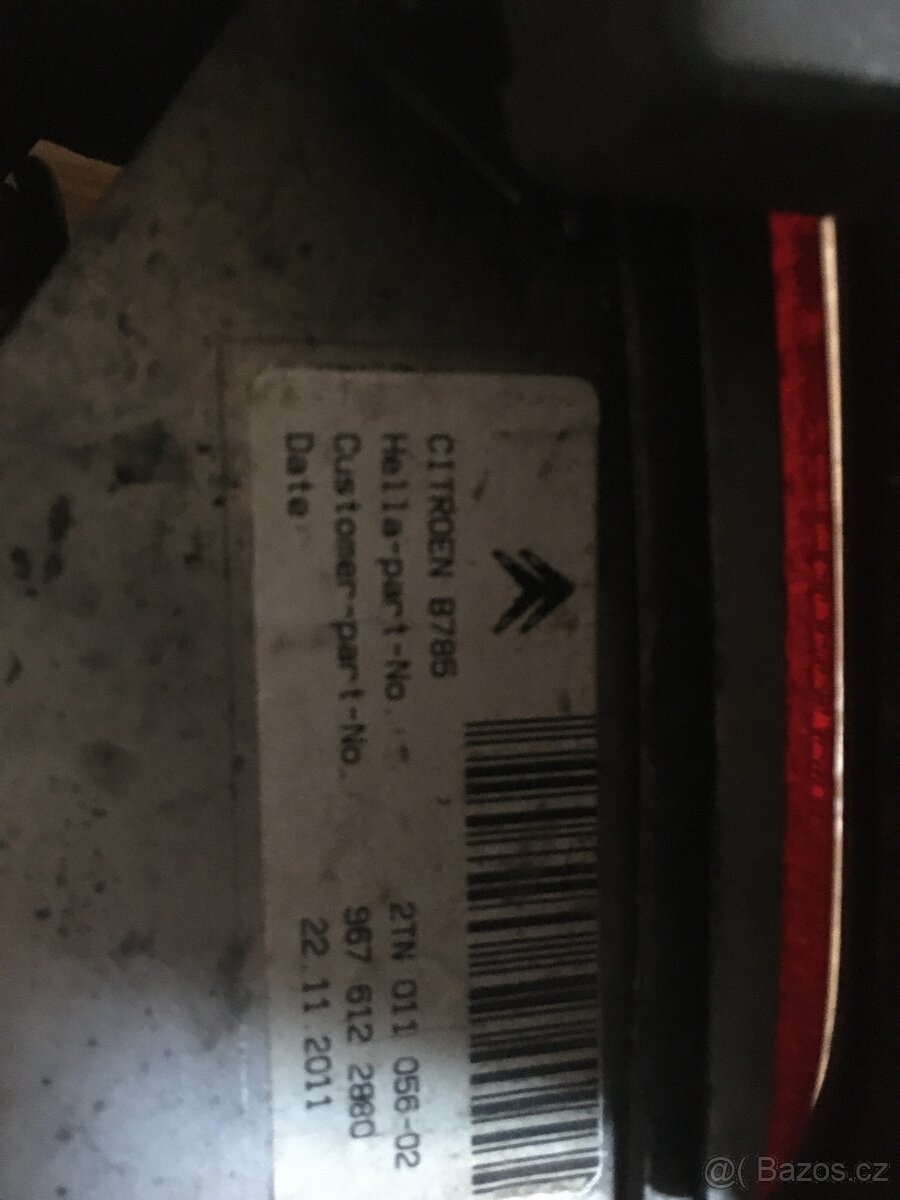 CITROEN B785
Hella-part-No. 2TN 011 056-02
Customer-part-No. 967 612 2880
Date 22.11.2011
@( Bazos.cz